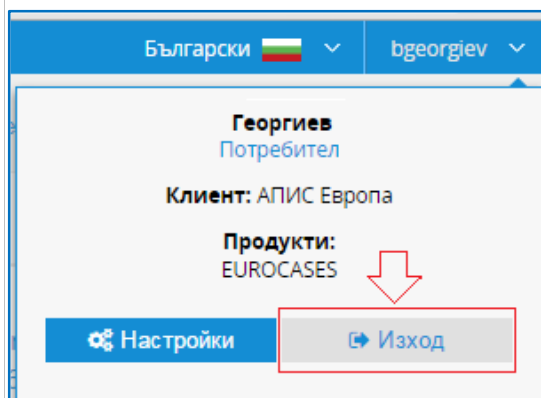 Български bgeorgiev
Георгиев
Потребител
Клиент: АПИС Европа
Продукти:
EUROCASES
Настройки Изход